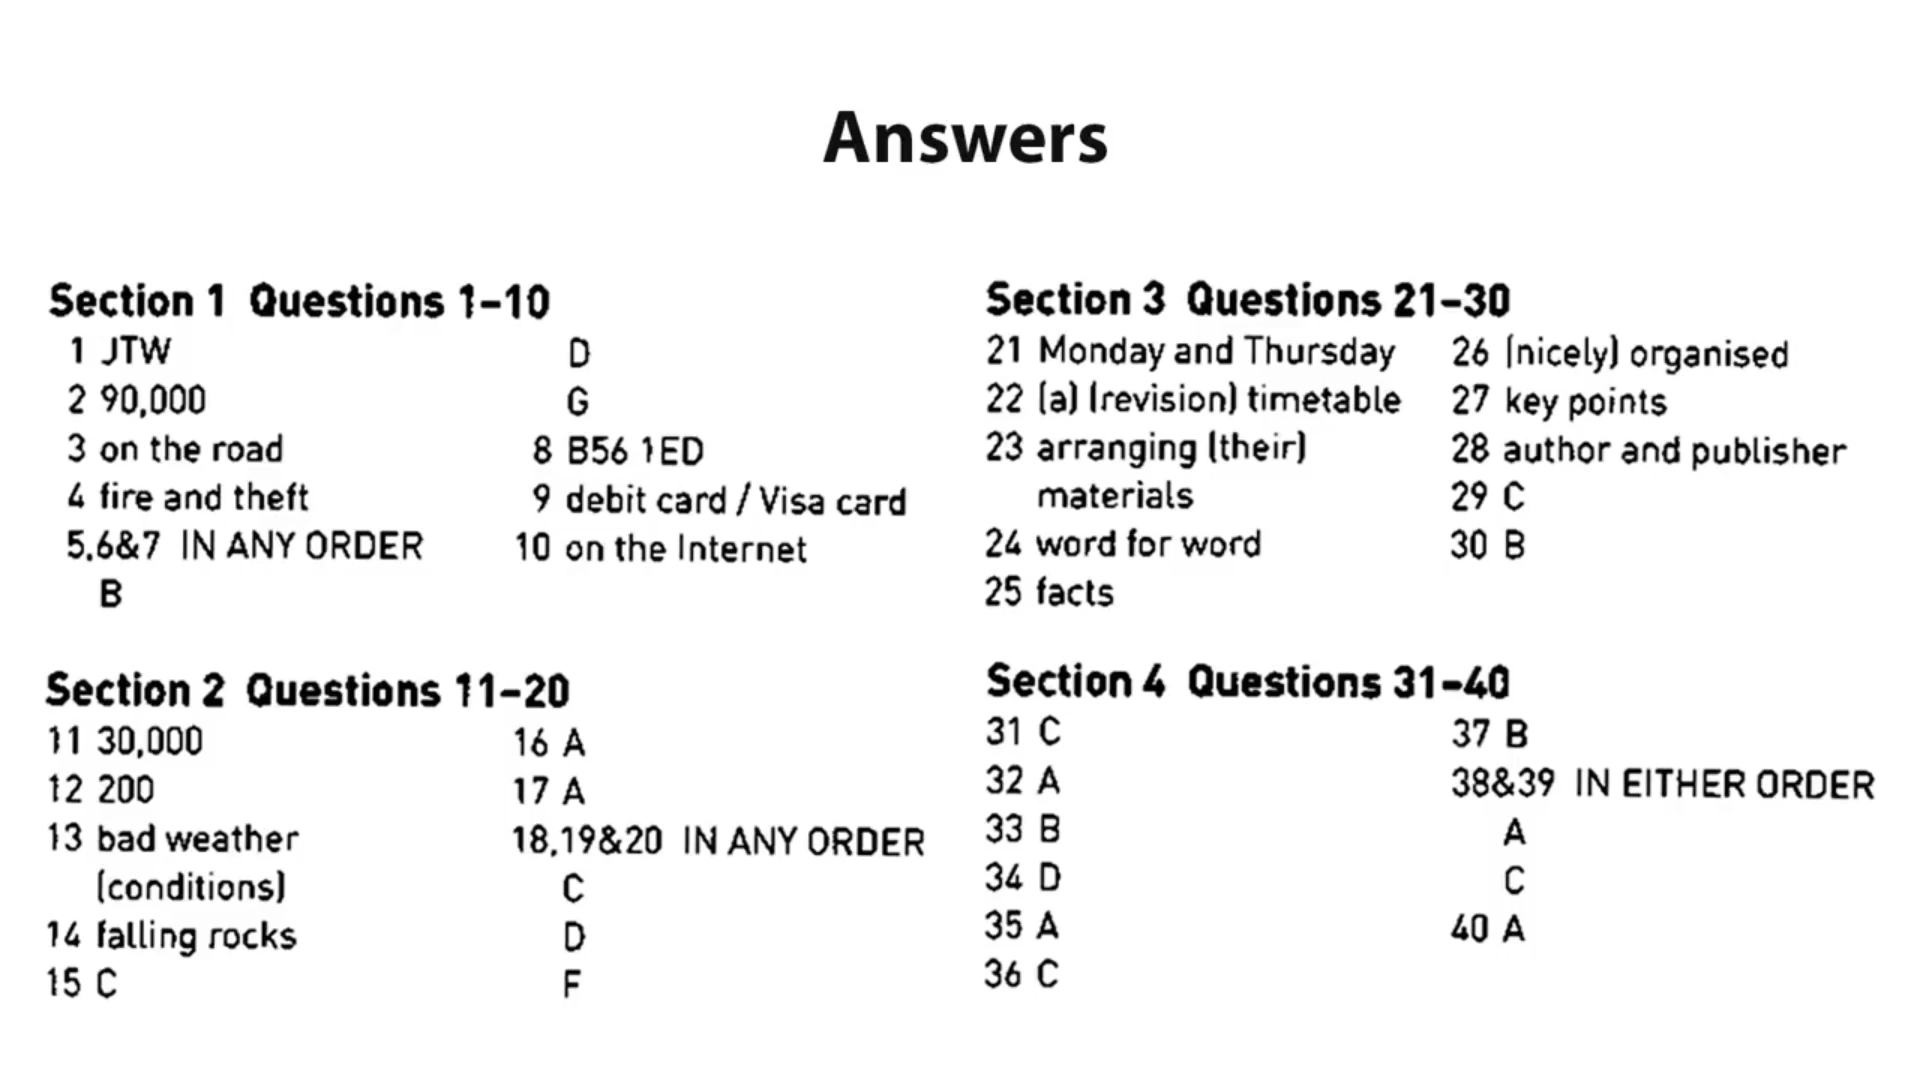 Answers
Section 1 Questions 1–10
1 JTW
2 90,000
3 on the road
4 fire and theft
5,6&7 IN ANY ORDER
B
D
G
8 B56 1ED
9 debit card / Visa card
10 on the Internet
Section 2 Questions 11–20
11 30,000
12 200
13 bad weather
(conditions)
14 falling rocks
15 C
16 A
17 A
18,19&20 IN ANY ORDER
C
D
F
Section 3 Questions 21–30
21 Monday and Thursday
22 (a) (revision) timetable
23 arranging (their)
materials
24 word for word
25 facts
26 (nicely) organised
27 key points
28 author and publisher
29 C
30 B
Section 4 Questions 31–40
31 C
32 A
33 B
34 D
35 A
36 C
37 B
38&39 IN EITHER ORDER
A
C
40 A